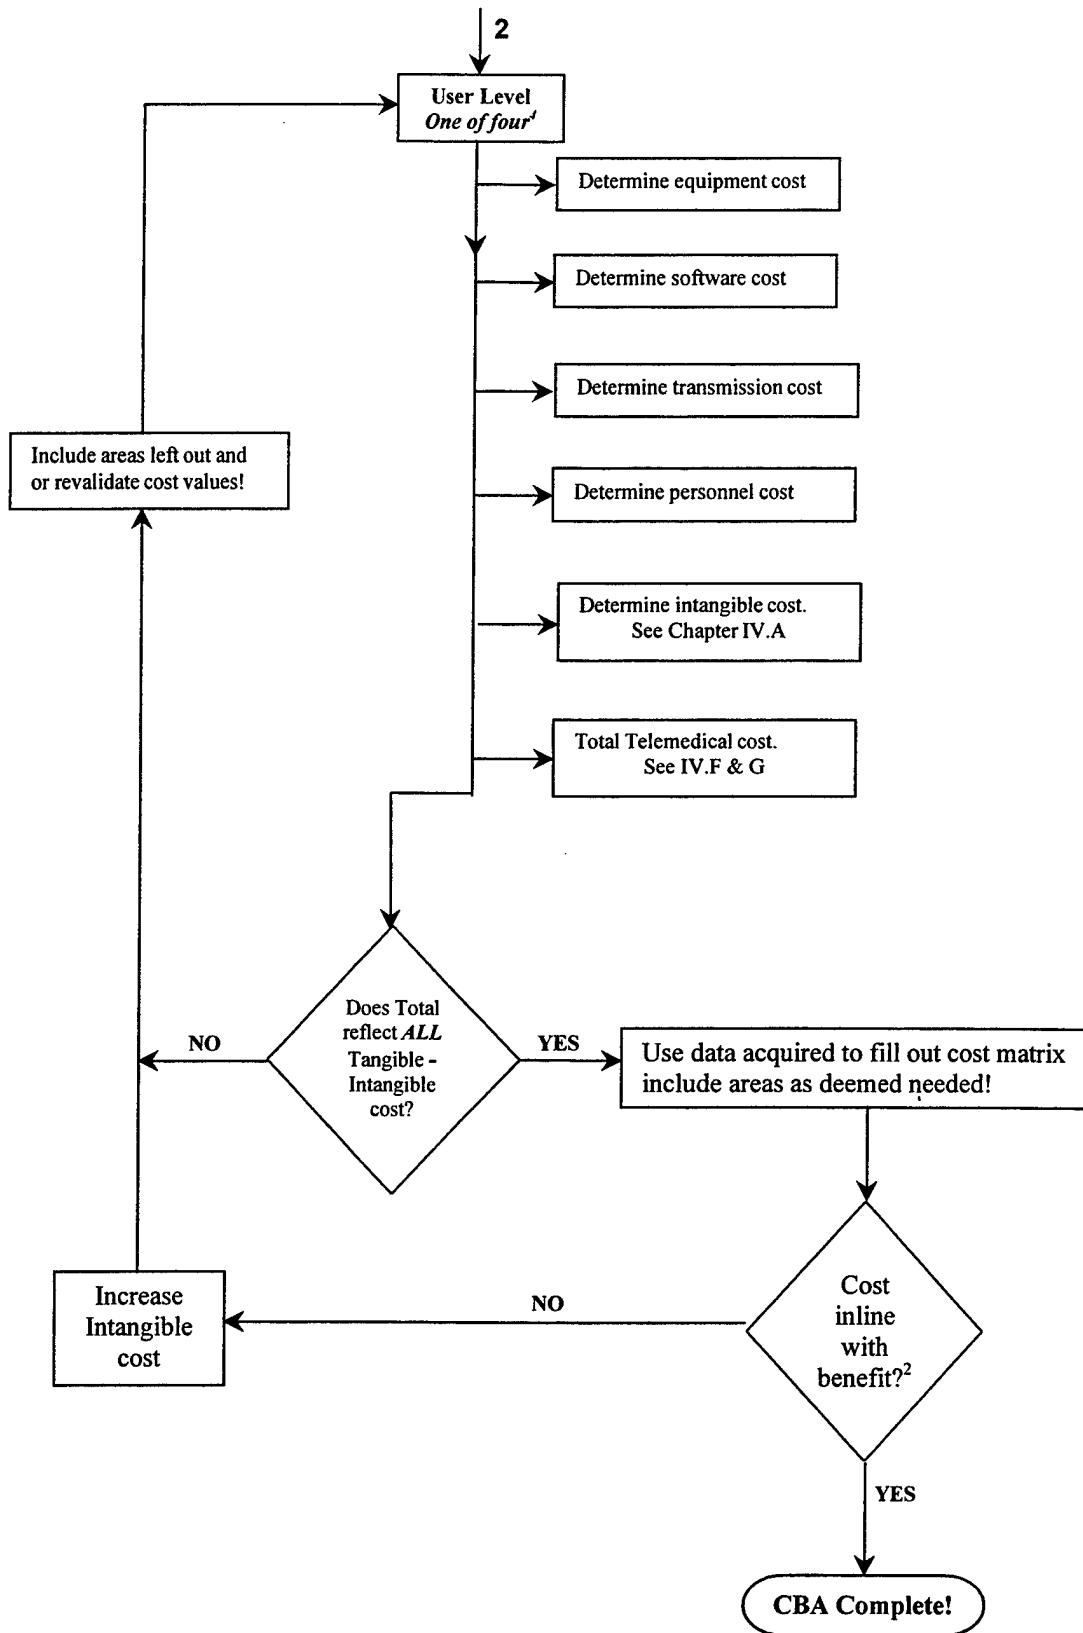 2
User Level
One of four⁴
Determine equipment cost
Determine software cost
Determine transmission cost
Include areas left out and
or revalidate cost values!
Determine personnel cost
Determine intangible cost.
See Chapter IV.A
Total Telemedical cost.
See IV.F & G
Does Total
reflect ALL
Tangible -
Intangible
cost?
NO
YES
Use data acquired to fill out cost matrix
include areas as deemed needed!
Increase
Intangible
cost
NO
Cost
inline
with
benefit?²
YES
CBA Complete!